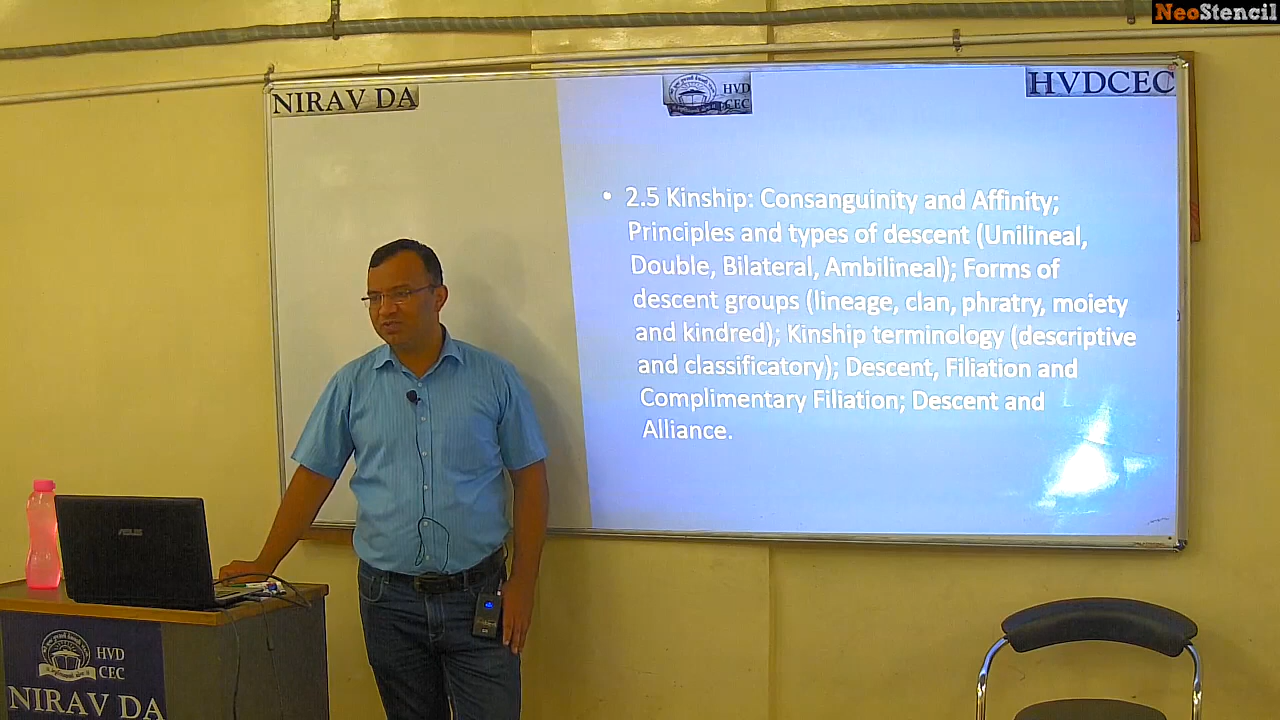 NeoStencil
NIRAV DA
HVD
CEC
HVDCEC
• 2.5 Kinship: Consanguinity and Affinity;
Principles and types of descent (Unilineal,
Double, Bilateral, Ambilineal); Forms of
descent groups (lineage, clan, phratry, moiety
and kindred); Kinship terminology (descriptive
and classificatory); Descent, Filiation and
Complimentary Filiation; Descent and
Alliance.
ASUS
HVD
CEC
NIRAV DA